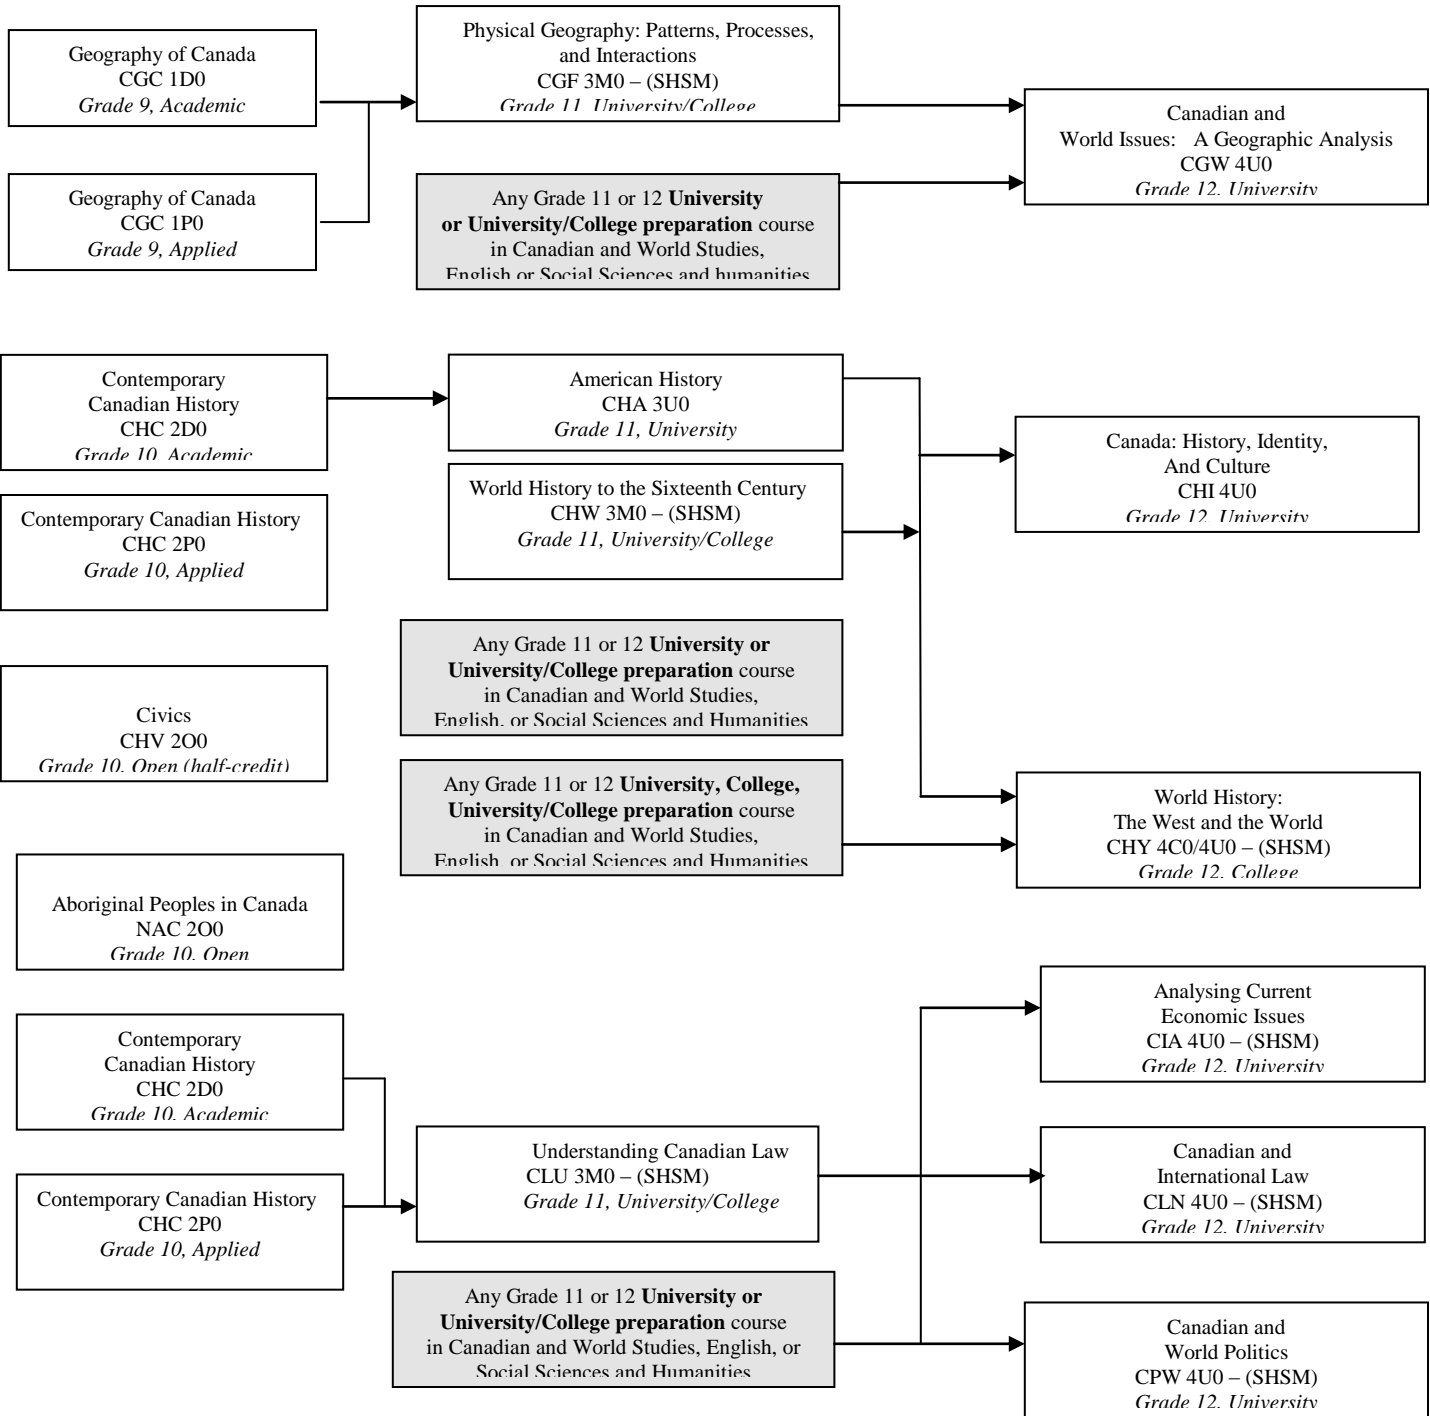 Geography of Canada
CGC 1D0
Grade 9, Academic
Physical Geography: Patterns, Processes,
and Interactions
CGF 3M0 – (SHSM)
Grade 11, University/College
Canadian and
World Issues: A Geographic Analysis
CGW 4U0
Grade 12, University
Geography of Canada
CGC 1P0
Grade 9, Applied
Any Grade 11 or 12 University
or University/College preparation course
in Canadian and World Studies,
English or Social Sciences and humanities
Contemporary
Canadian History
CHC 2D0
Grade 10, Academic
American History
CHA 3U0
Grade 11, University
Canada: History, Identity,
And Culture
CHI 4U0
Grade 12, University
Contemporary Canadian History
CHC 2P0
Grade 10, Applied
World History to the Sixteenth Century
CHW 3M0 – (SHSM)
Grade 11, University/College
Any Grade 11 or 12 University or
University/College preparation course
in Canadian and World Studies,
English, or Social Sciences and Humanities
Civics
CHV 2O0
Grade 10, Open (half-credit)
Any Grade 11 or 12 University, College,
University/College preparation course
in Canadian and World Studies,
English, or Social Sciences and Humanities
World History:
The West and the World
CHY 4C0/4U0 – (SHSM)
Grade 12, College
Aboriginal Peoples in Canada
NAC 2O0
Grade 10, Open
Analysing Current
Economic Issues
CIA 4U0 – (SHSM)
Grade 12, University
Contemporary
Canadian History
CHC 2D0
Grade 10, Academic
Understanding Canadian Law
CLU 3M0 – (SHSM)
Grade 11, University/College
Canadian and
International Law
CLN 4U0 – (SHSM)
Grade 12, University
Contemporary Canadian History
CHC 2P0
Grade 10, Applied
Any Grade 11 or 12 University or
University/College preparation course
in Canadian and World Studies, English, or
Social Sciences and Humanities
Canadian and
World Politics
CPW 4U0 – (SHSM)
Grade 12, University